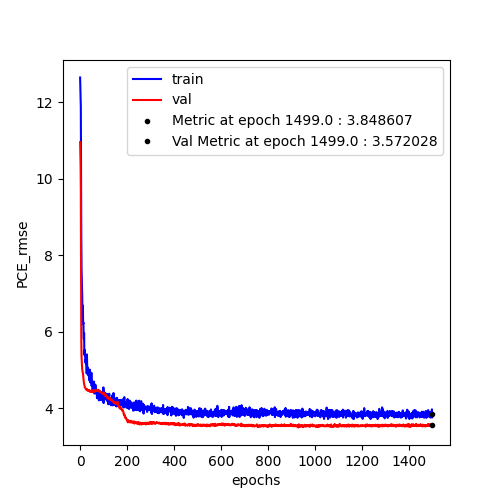 train
val
Metric at epoch 1499.0 : 3.848607
Val Metric at epoch 1499.0 : 3.572028
12
10
8
6
4
PCE_rmse
0 200 400 600 800 1000 1200 1400
epochs